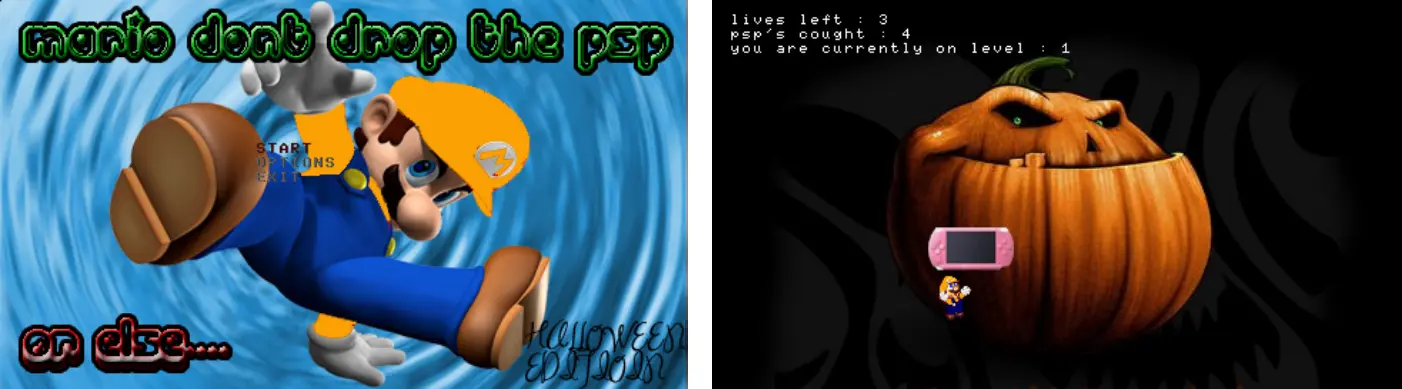 mario dont drop the psp
START
OPTIONS
EXIT
or else....
HALLOWEEN
EDITIOIN
lives left : 3
psp's cought : 4
you are currently on level : 1